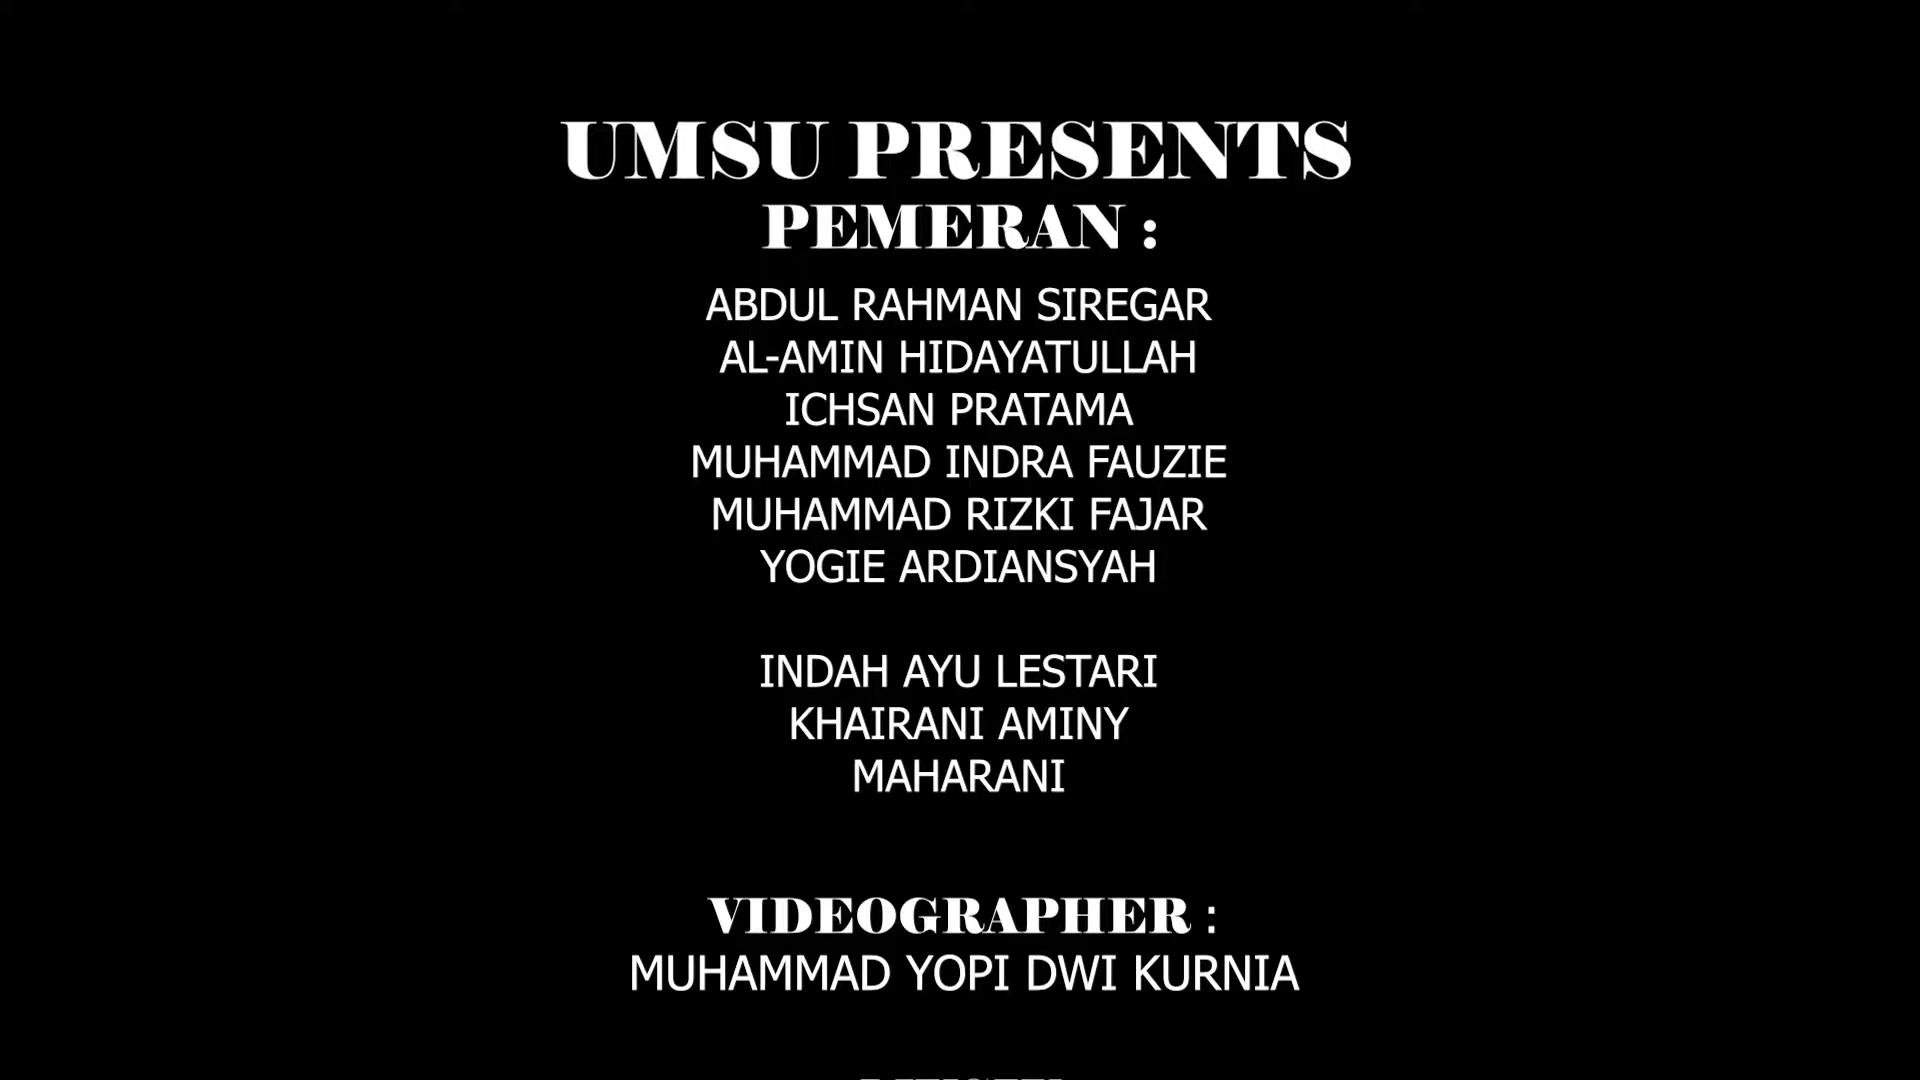 UMSU PRESENTS
PEMERAN :
ABDUL RAHMAN SIREGAR
AL-AMIN HIDAYATULLAH
ICHSAN PRATAMA
MUHAMMAD INDRA FAUZIE
MUHAMMAD RIZKI FAJAR
YOGIE ARDIANSYAH
INDAH AYU LESTARI
KHAIRANI AMINY
MAHARANI
VIDEOGRAPHER :
MUHAMMAD YOPI DWI KURNIA